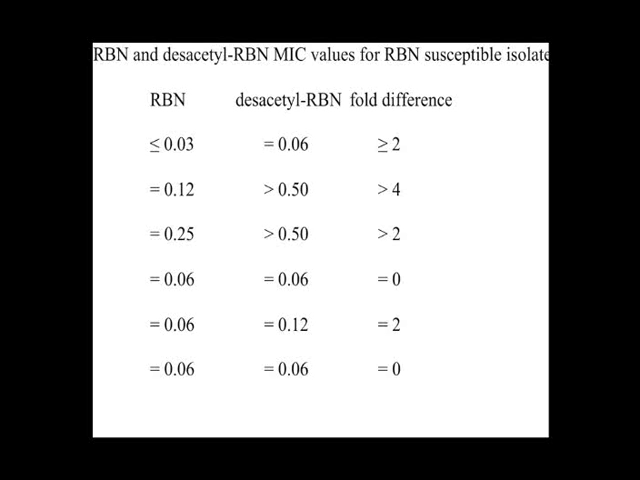 RBN and desacetyl-RBN MIC values for RBN susceptible isolate
RBN desacetyl-RBN fold difference
≤ 0.03 = 0.06 ≥ 2
= 0.12 > 0.50 > 4
= 0.25 > 0.50 > 2
= 0.06 = 0.06 = 0
= 0.06 = 0.12 = 2
= 0.06 = 0.06 = 0